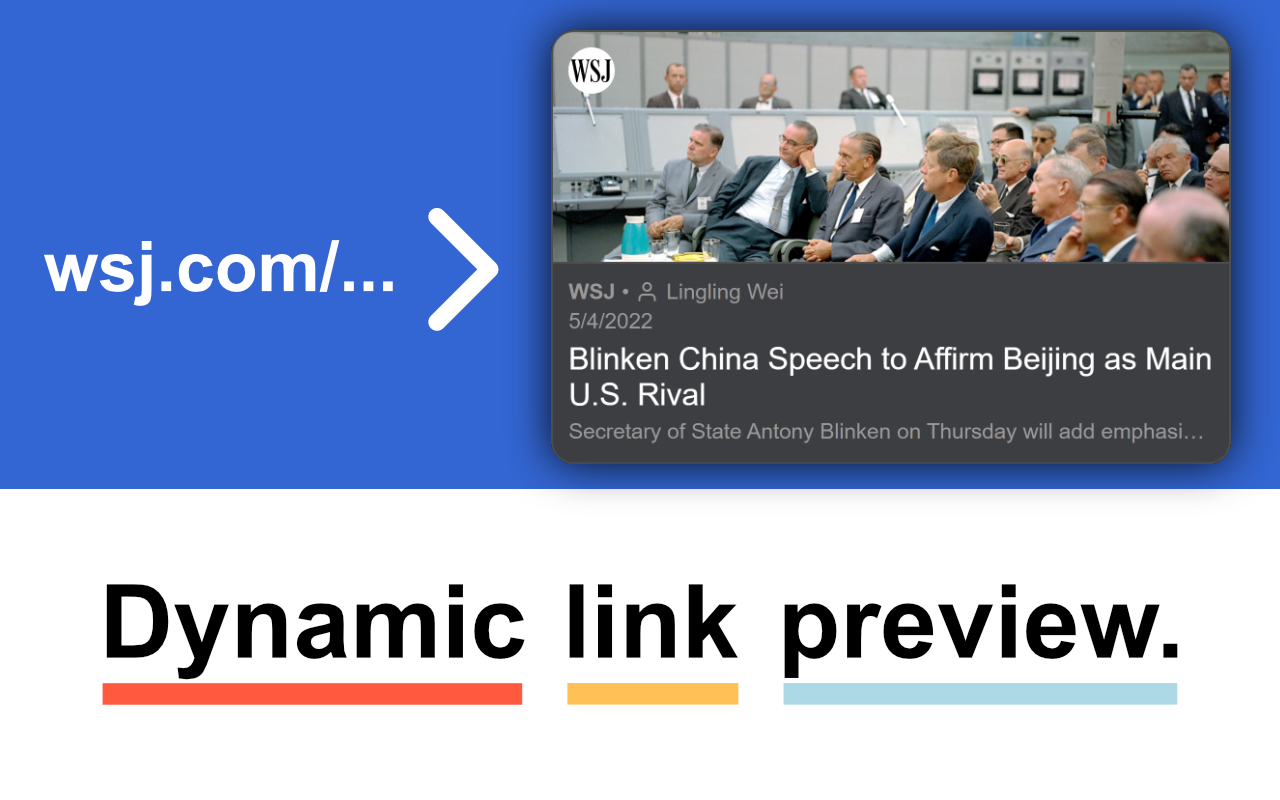 wsj.com/...
WSJ
WSJ • Lingling Wei
5/4/2022
Blinken China Speech to Affirm Beijing as Main
U.S. Rival
Secretary of State Antony Blinken on Thursday will add emphasi...
Dynamic link preview.